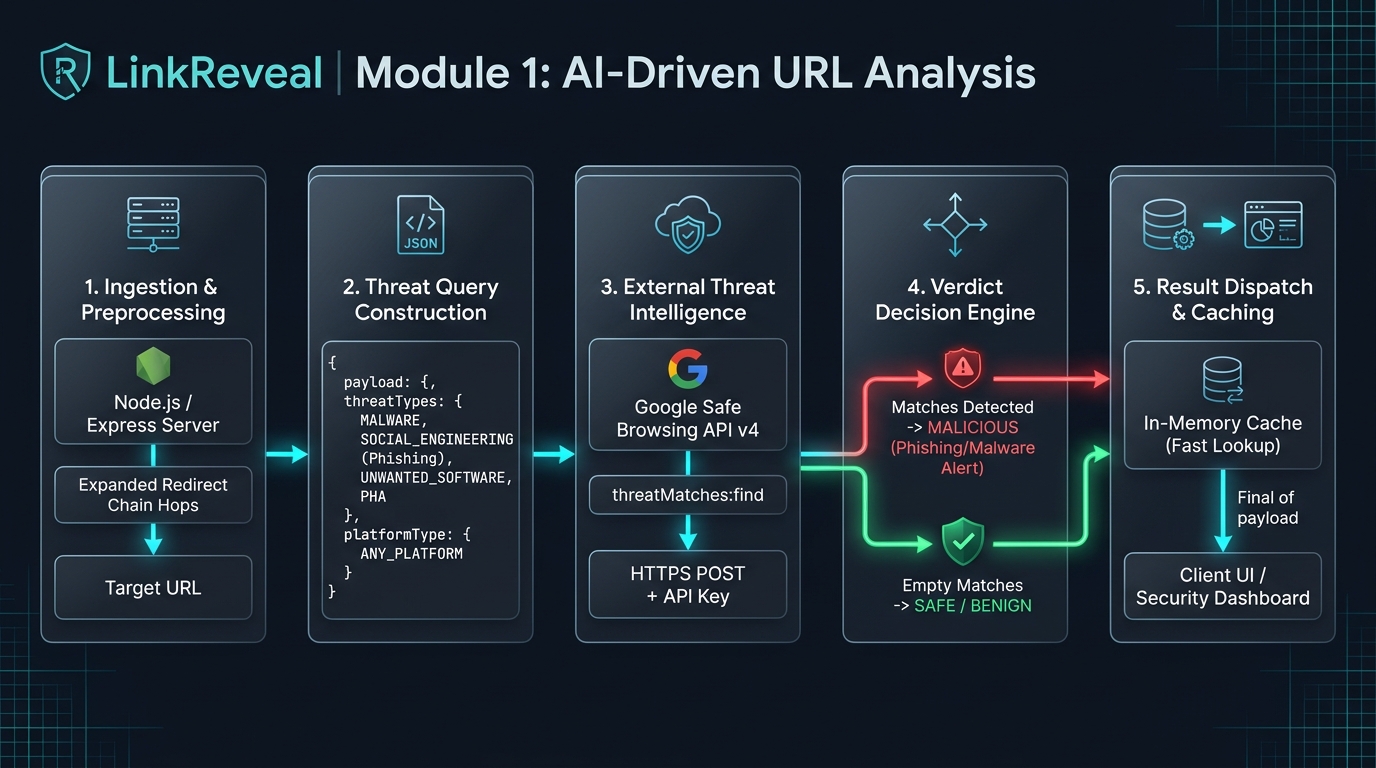 LinkReveal | Module 1: AI-Driven URL Analysis
1. Ingestion &
Preprocessing
Node.js /
Express Server
Expanded Redirect
Chain Hops
Target URL
</>
JSON
2. Threat Query
Construction
{
payload: {,
threatTypes: {
MALWARE,
SOCIAL_ENGINEERING
(Phishing),
UNWANTED_SOFTWARE,
PHA
},
platformType: {
ANY_PLATFORM
}
}
3. External Threat
Intelligence
Google Safe
Browsing API v4
threatMatches:find
HTTPS POST
+ API Key
4. Verdict
Decision Engine
Matches Detected
-> MALICIOUS
(Phishing/Malware
Alert)
Empty Matches
-> SAFE / BENIGN
5. Result Dispatch
& Caching
In-Memory Cache
(Fast Lookup)
Final of
payload
Client UI /
Security Dashboard